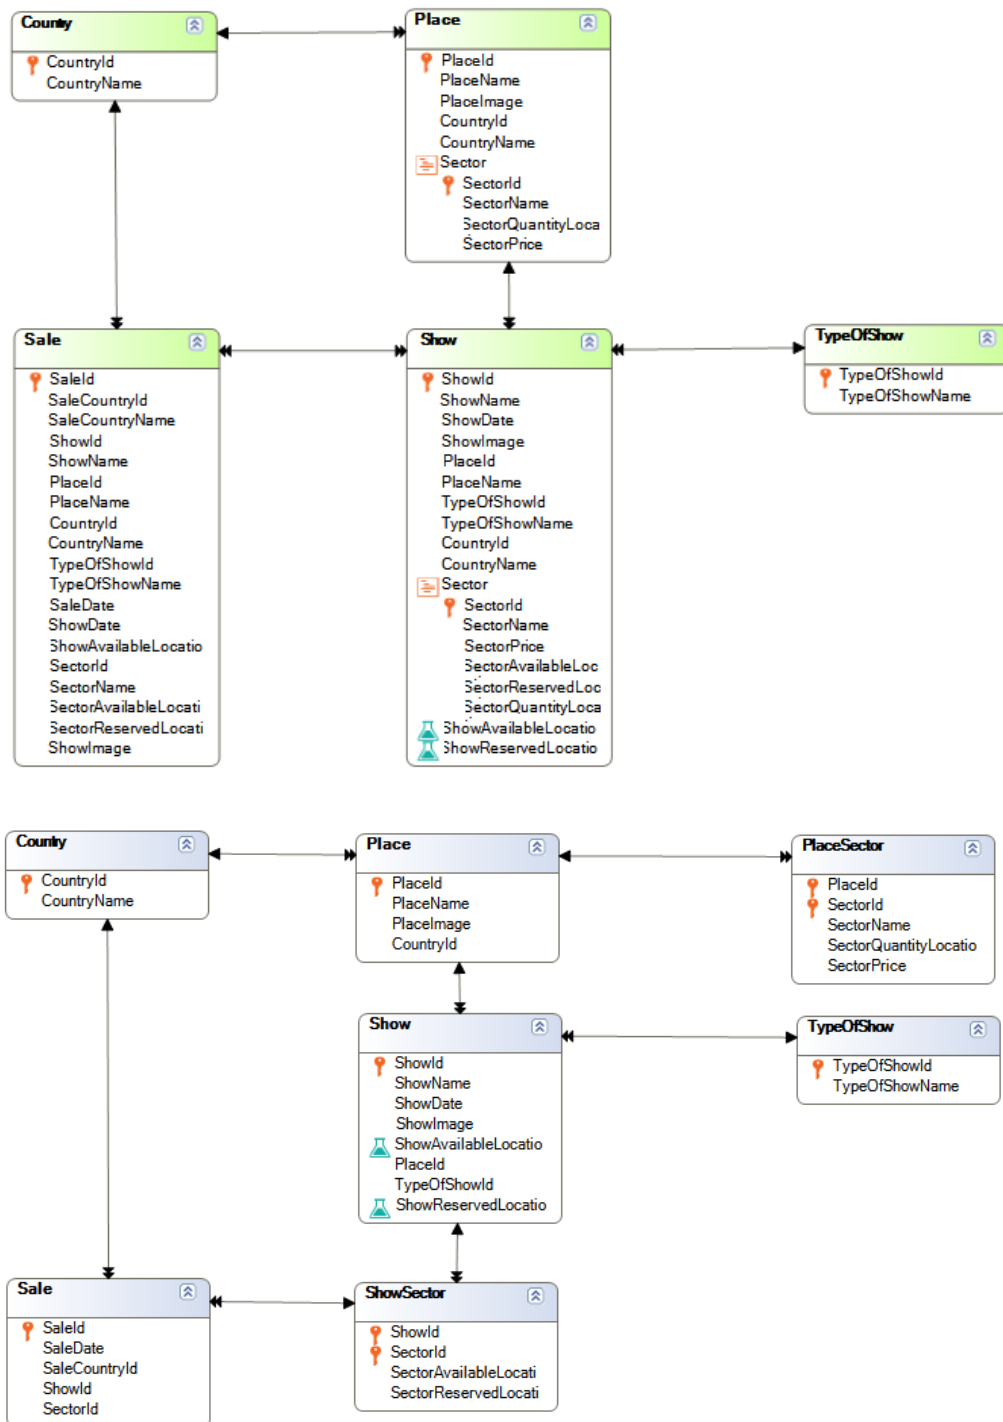 Country
CountryId
CountryName
Place
PlaceId
PlaceName
PlaceImage
CountryId
CountryName
Sector
SectorId
SectorName
SectorQuantityLoca
SectorPrice
Sale
SaleId
SaleCountryId
SaleCountryName
ShowId
ShowName
PlaceId
PlaceName
CountryId
CountryName
TypeOfShowId
TypeOfShowName
SaleDate
ShowDate
ShowAvailableLocatio
SectorId
SectorName
SectorAvailableLocati
SectorReservedLocati
ShowImage
Show
ShowId
ShowName
ShowDate
ShowImage
PlaceId
PlaceName
TypeOfShowId
TypeOfShowName
CountryId
CountryName
Sector
SectorId
SectorName
SectorPrice
SectorAvailableLoc
SectorReservedLoc
SectorQuantityLoca
ShowAvailableLocatio
ShowReservedLocatio
TypeOfShow
TypeOfShowId
TypeOfShowName
Country
CountryId
CountryName
Place
PlaceId
PlaceName
PlaceImage
CountryId
PlaceSector
PlaceId
SectorId
SectorName
SectorQuantityLocatio
SectorPrice
Show
ShowId
ShowName
ShowDate
ShowImage
ShowAvailableLocatio
PlaceId
TypeOfShowId
ShowReservedLocatio
TypeOfShow
TypeOfShowId
TypeOfShowName
Sale
SaleId
SaleDate
SaleCountryId
ShowId
SectorId
ShowSector
ShowId
SectorId
SectorAvailableLocati
SectorReservedLocati